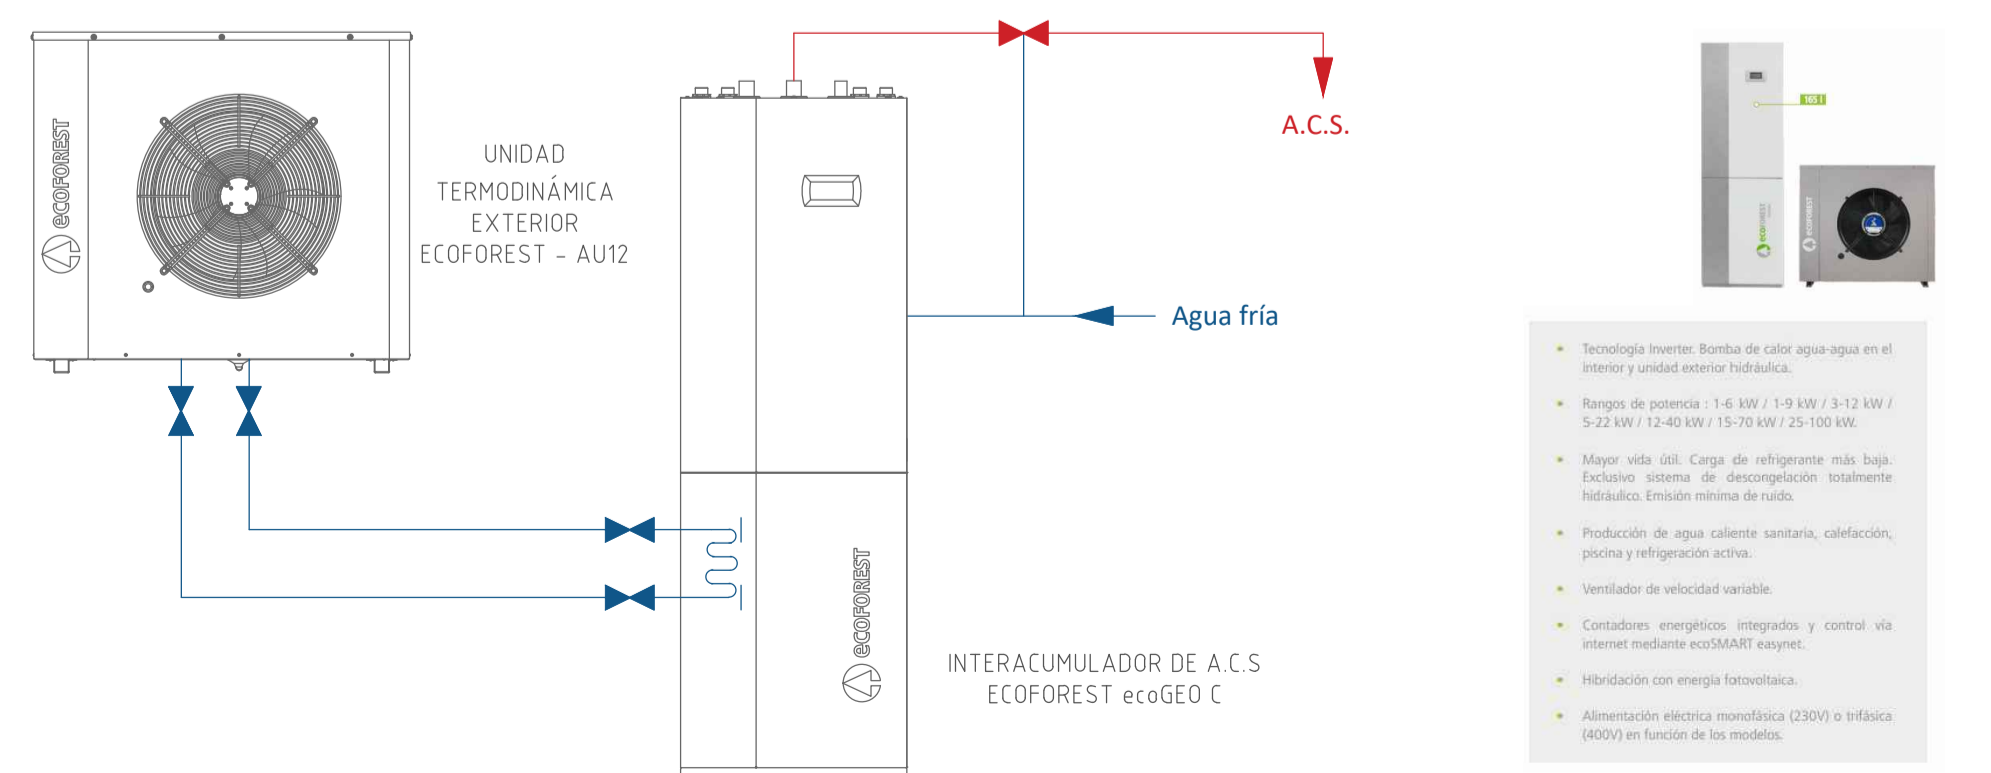 ecoFOREST
UNIDAD
TERMODINÁMICA
EXTERIOR
ECOFOREST - AU12
A.C.S.
Agua fría
ecoFOREST
INTERACUMULADOR DE A.C.S
ECOFOREST ecoGEO C
165 l
ecoFOREST
ecoFOREST
• Tecnología Inverter. Bomba de calor agua-agua en el
interior y unidad exterior hidráulica.
• Rangos de potencia : 1-6 kW / 1-9 kW / 3-12 kW /
5-22 kW / 12-40 kW / 15-70 kW / 25-100 kW.
• Mayor vida útil. Carga de refrigerante más baja.
Exclusivo sistema de descongelación totalmente
hidráulico. Emisión mínima de ruido.
• Producción de agua caliente sanitaria, calefacción,
piscina y refrigeración activa.
• Ventilador de velocidad variable.
• Contadores energéticos integrados y control vía
internet mediante ecoSMART easynet.
• Hibridación con energía fotovoltaica.
• Alimentación eléctrica monofásica (230V) o trifásica
(400V) en función de los modelos.